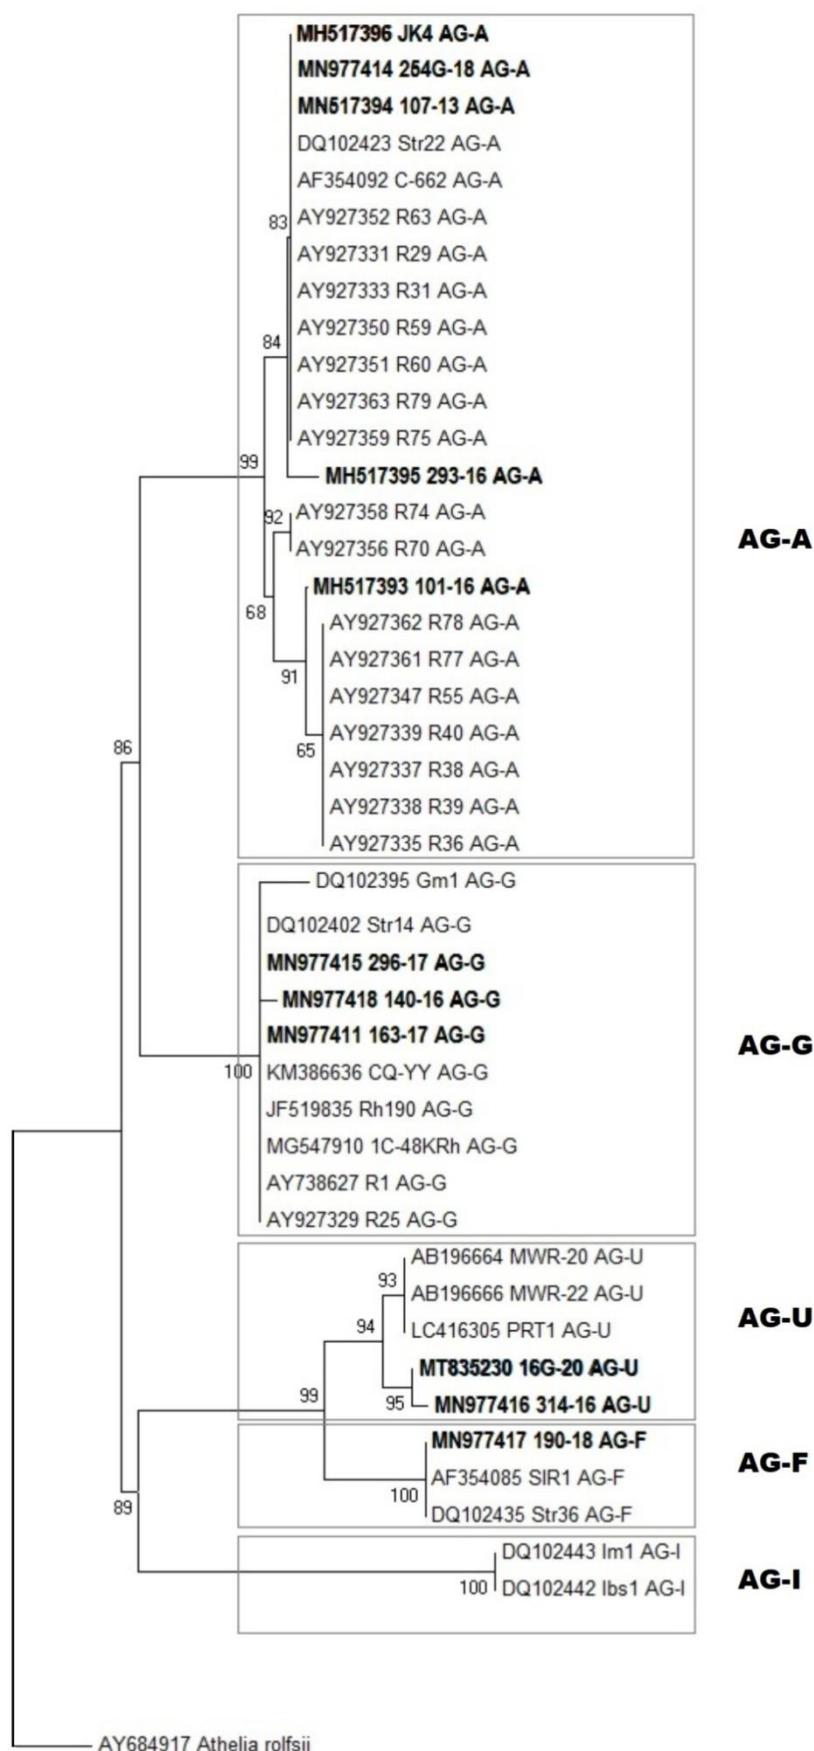 MH517396 JK4 AG-A
MN977414 254G-18 AG-A
MN517394 107-13 AG-A
DQ102423 Str22 AG-A
AF354092 C-662 AG-A
83
AY927352 R63 AG-A
AY927331 R29 AG-A
AY927333 R31 AG-A
AY927350 R59 AG-A
84
AY927351 R60 AG-A
AY927363 R79 AG-A
AY927359 R75 AG-A
99
MH517395 293-16 AG-A
92
AY927358 R74 AG-A
AG-A
AY927356 R70 AG-A
MH517393 101-16 AG-A
68
AY927362 R78 AG-A
AY927361 R77 AG-A
91
AY927347 R55 AG-A
AY927339 R40 AG-A
65
86
AY927337 R38 AG-A
AY927338 R39 AG-A
AY927335 R36 AG-A
DQ102395 Gm1 AG-G
DQ102402 Str14 AG-G
MN977415 296-17 AG-G
MN977418 140-16 AG-G
MN977411 163-17 AG-G
AG-G
100
KM386636 CQ-YY AG-G
JF519835 Rh190 AG-G
MG547910 1C-48KRh AG-G
AY738627 R1 AG-G
AY927329 R25 AG-G
AB196664 MWR-20 AG-U
93
AB196666 MWR-22 AG-U
AG-U
94
LC416305 PRT1 AG-U
MT835230 16G-20 AG-U
99
95
MN977416 314-16 AG-U
MN977417 190-18 AG-F
AG-F
AF354085 SIR1 AG-F
100
89
DQ102435 Str36 AG-F
DQ102443 Im1 AG-I
AG-I
100
DQ102442 Ibs1 AG-I
AY684917 Athelia rolfsii